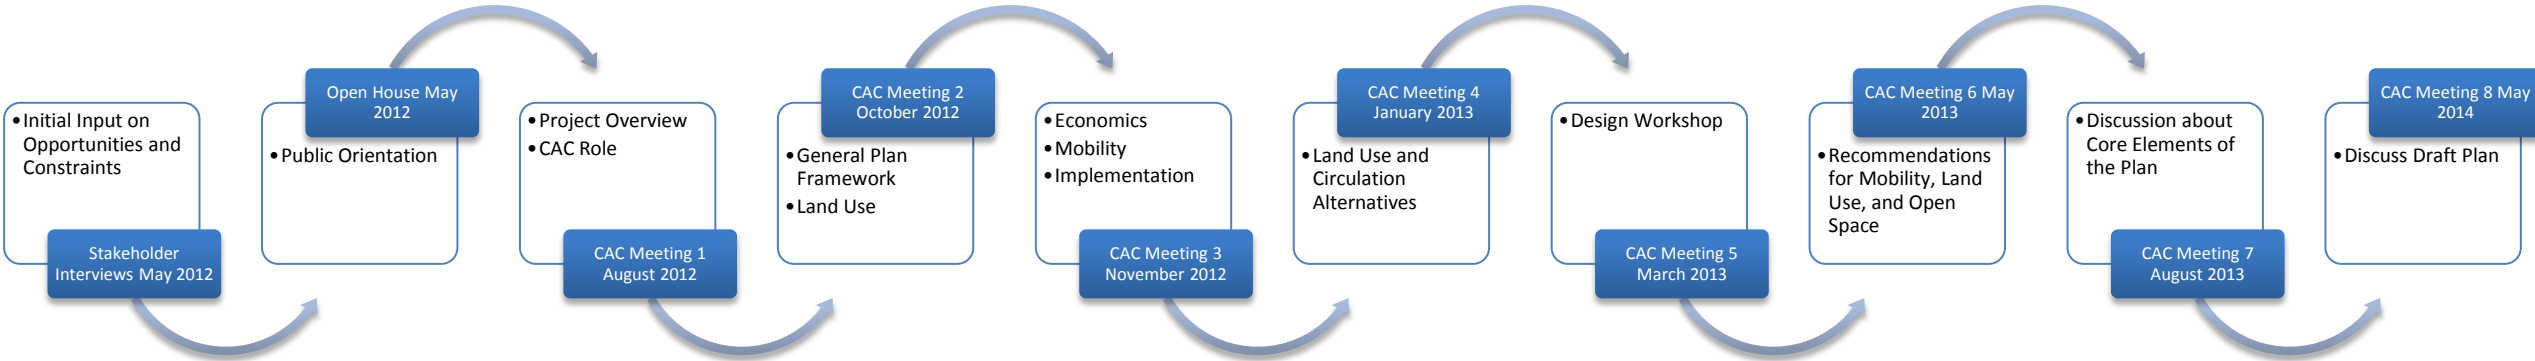 •Initial Input on
Opportunities and
Constraints
Stakeholder
Interviews May 2012
Open House May
2012
•Public Orientation
•Project Overview
•CAC Role
CAC Meeting 1
August 2012
CAC Meeting 2
October 2012
•General Plan
Framework
•Land Use
•Economics
•Mobility
•Implementation
CAC Meeting 3
November 2012
CAC Meeting 4
January 2013
•Land Use and
Circulation
Alternatives
•Design Workshop
CAC Meeting 5
March 2013
CAC Meeting 6 May
2013
•Recommendations
for Mobility, Land
Use, and Open
Space
•Discussion about
Core Elements of
the Plan
CAC Meeting 7
August 2013
CAC Meeting 8 May
2014
•Discuss Draft Plan